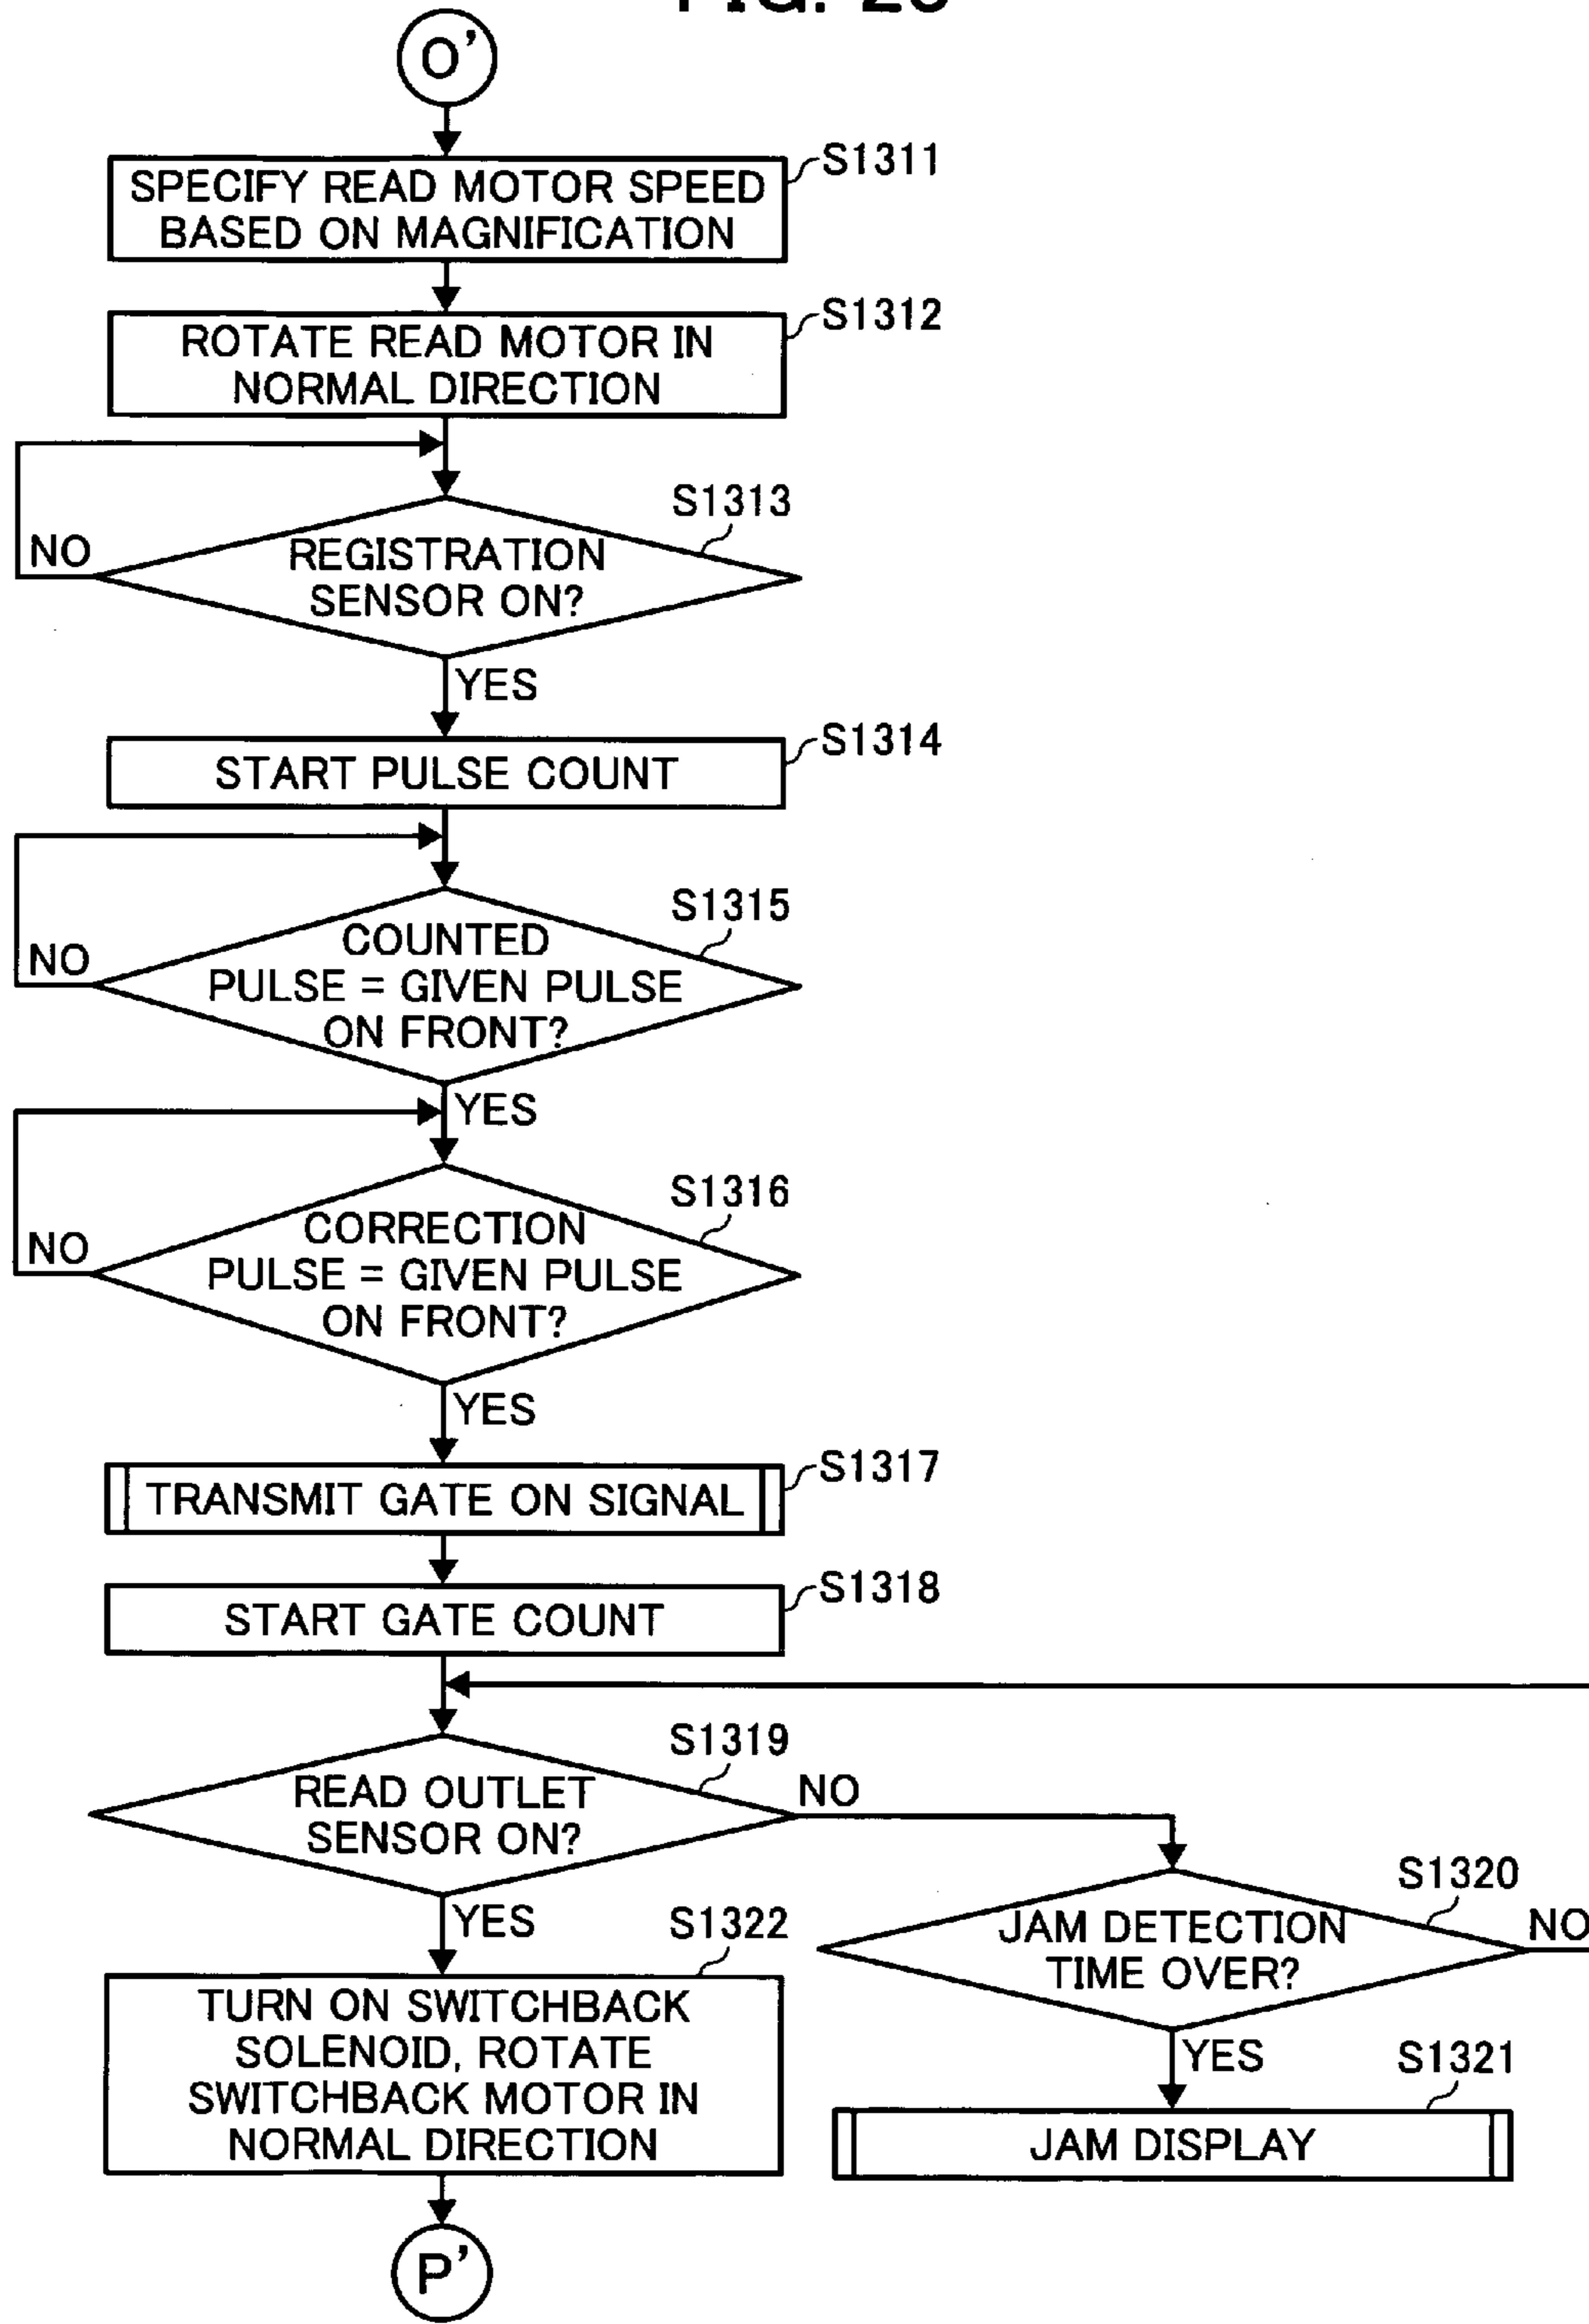 O'
S1311
SPECIFY READ MOTOR SPEED
BASED ON MAGNIFICATION
S1312
ROTATE READ MOTOR IN
NORMAL DIRECTION
S1313
NO
REGISTRATION
SENSOR ON?
YES
S1314
START PULSE COUNT
S1315
NO
COUNTED
PULSE = GIVEN PULSE
ON FRONT?
YES
S1316
NO
CORRECTION
PULSE = GIVEN PULSE
ON FRONT?
YES
S1317
TRANSMIT GATE ON SIGNAL
S1318
START GATE COUNT
S1319
READ OUTLET
SENSOR ON?
NO
YES
S1320
JAM DETECTION
TIME OVER?
NO
YES
S1321
JAM DISPLAY
S1322
TURN ON SWITCHBACK
SOLENOID, ROTATE
SWITCHBACK MOTOR IN
NORMAL DIRECTION
P'